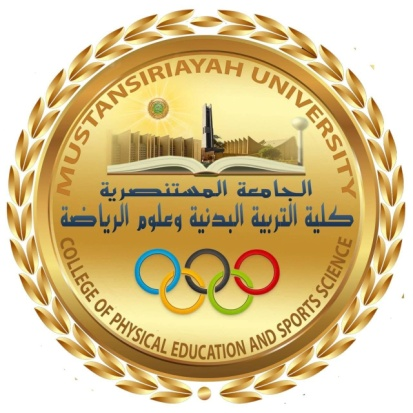 MUSTANSIRIAYAH UNIVERSITY
الجامعة المستنصرية
كلية التربية البدنية وعلوم الرياضة
COLLEGE OF PHYSICAL EDUCATION AND SPORTS SCIENCE